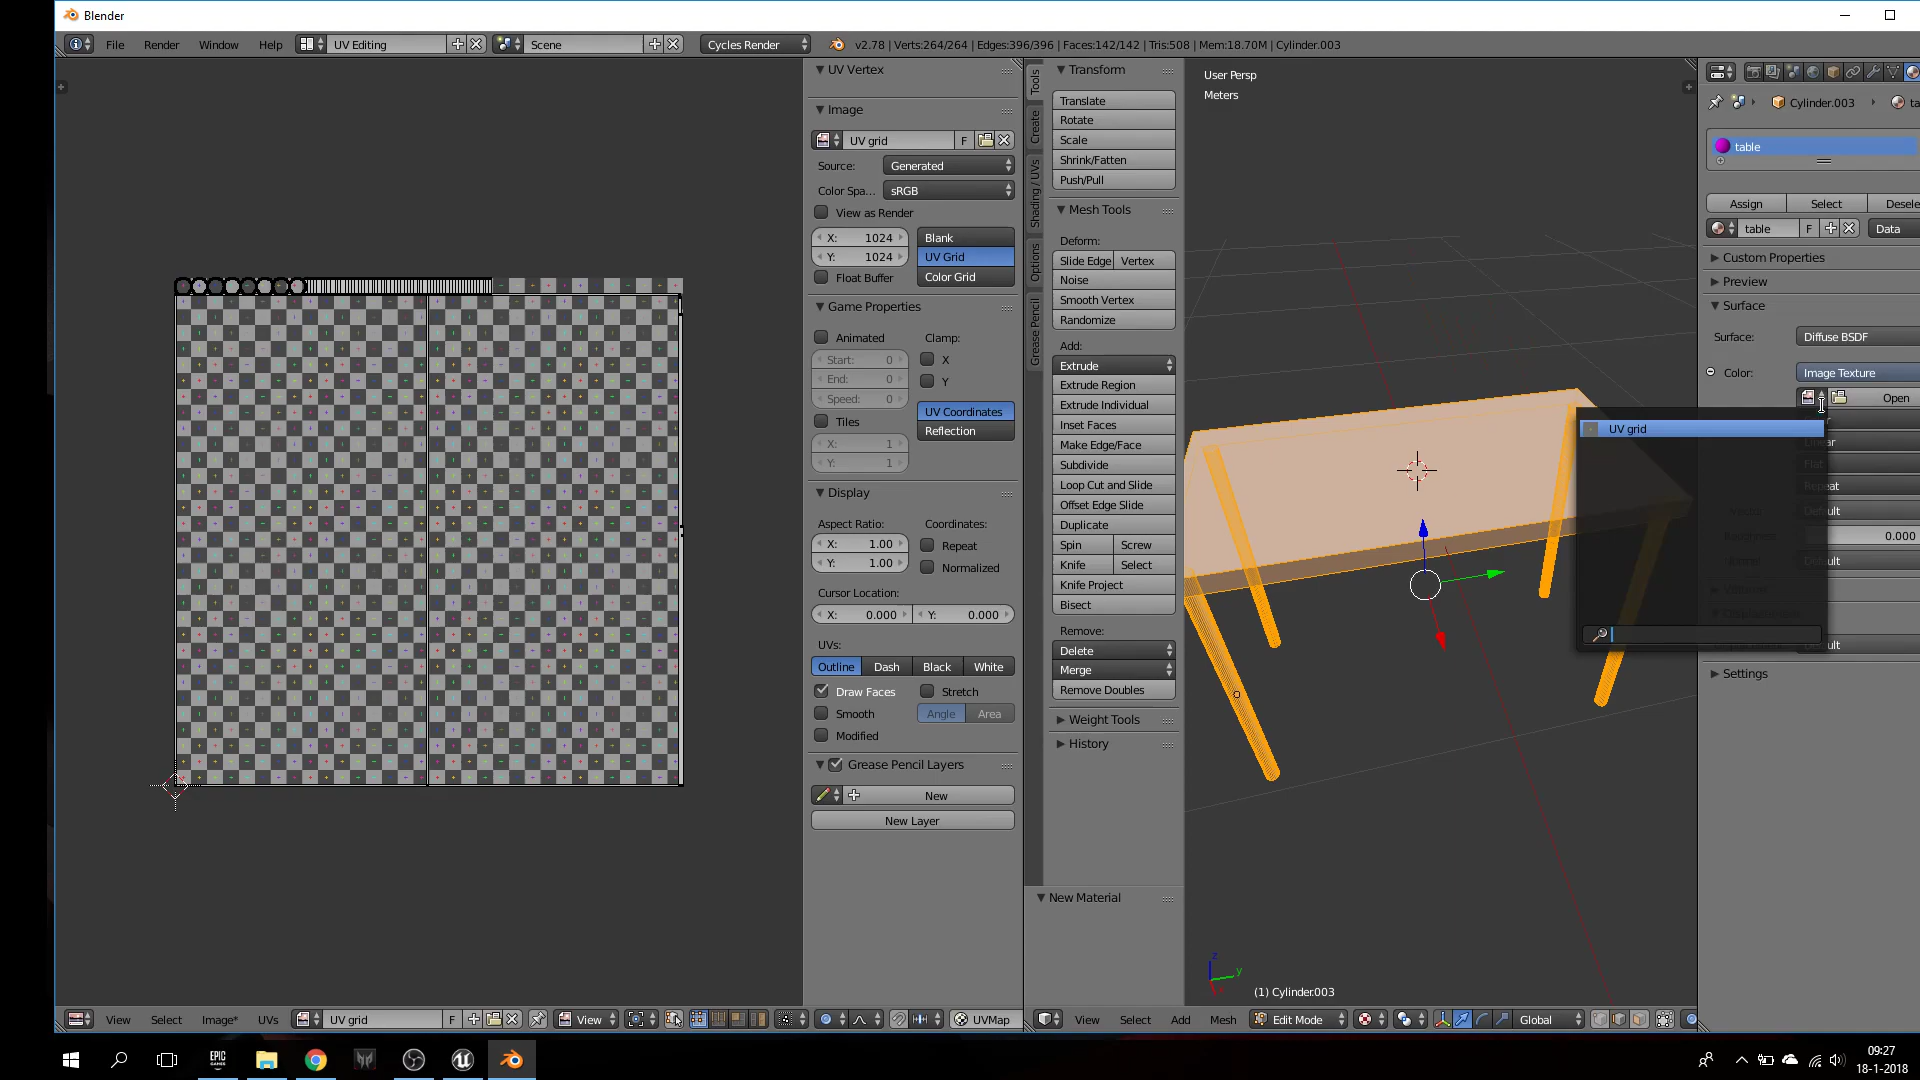 Blender
File Render Window Help UV Editing Scene Cycles Render v2.78 | Verts:264/264 | Edges:396/396 | Faces:142/142 | Tris:508 | Mem:18.70M | Cylinder.003
UV Vertex
Image
UV grid F
Source: Generated
Color Spa... sRGB
View as Render
X: 1024 Blank
Y: 1024 UV Grid
Float Buffer Color Grid
Game Properties
Animated Clamp:
Start: 0 X
End: 0 Y
Speed: 0
Tiles UV Coordinates
X: 1 Reflection
Y: 1
Display
Aspect Ratio: Coordinates:
X: 1.00 Repeat
Y: 1.00 Normalized
Cursor Location:
X: 0.000 Y: 0.000
UVs:
Outline Dash Black White
Draw Faces Stretch
Smooth Angle Area
Modified
Grease Pencil Layers
New
New Layer
Tools
Create
Shading / UVs
Options
Grease Pencil
Transform
Translate
Rotate
Scale
Shrink/Fatten
Push/Pull
Mesh Tools
Deform:
Slide Edge Vertex
Noise
Smooth Vertex
Randomize
Add:
Extrude
Extrude Region
Extrude Individual
Inset Faces
Make Edge/Face
Subdivide
Loop Cut and Slide
Offset Edge Slide
Duplicate
Spin Screw
Knife Select
Knife Project
Bisect
Remove:
Delete
Merge
Remove Doubles
Weight Tools
History
New Material
User Persp
Meters
z
y
(1) Cylinder.003
Cylinder.003 ta
table
Assign Select Desele
table F Data
Custom Properties
Preview
Surface
Surface: Diffuse BSDF
Color: Image Texture
Open
UV grid
Linear
Flat
Repeat
Default
0.000
Default
Default
Settings
View Select Image* UVs UV grid F View UVMap
View Select Add Mesh Edit Mode Global
EPIC GAMES
09:27
18-1-2018